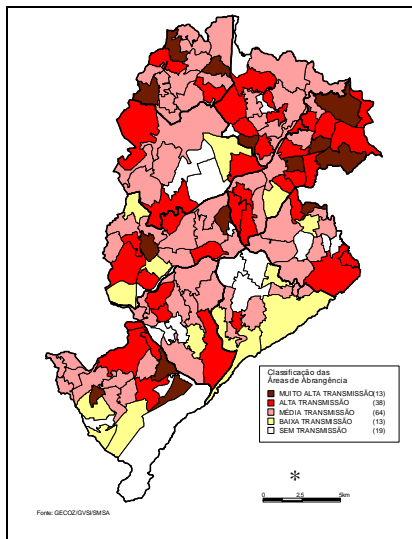 Classificação das
Áreas de Abrangência
MUITO ALTA TRANSMISSÃO(13)
ALTA TRANSMISSÃO (38)
MÉDIA TRANSMISSÃO (64)
BAIXA TRANSMISSÃO (13)
SEM TRANSMISSÃO (19)
0 2,5 5km
Fonte: GECOZ/GVSI/SMSA